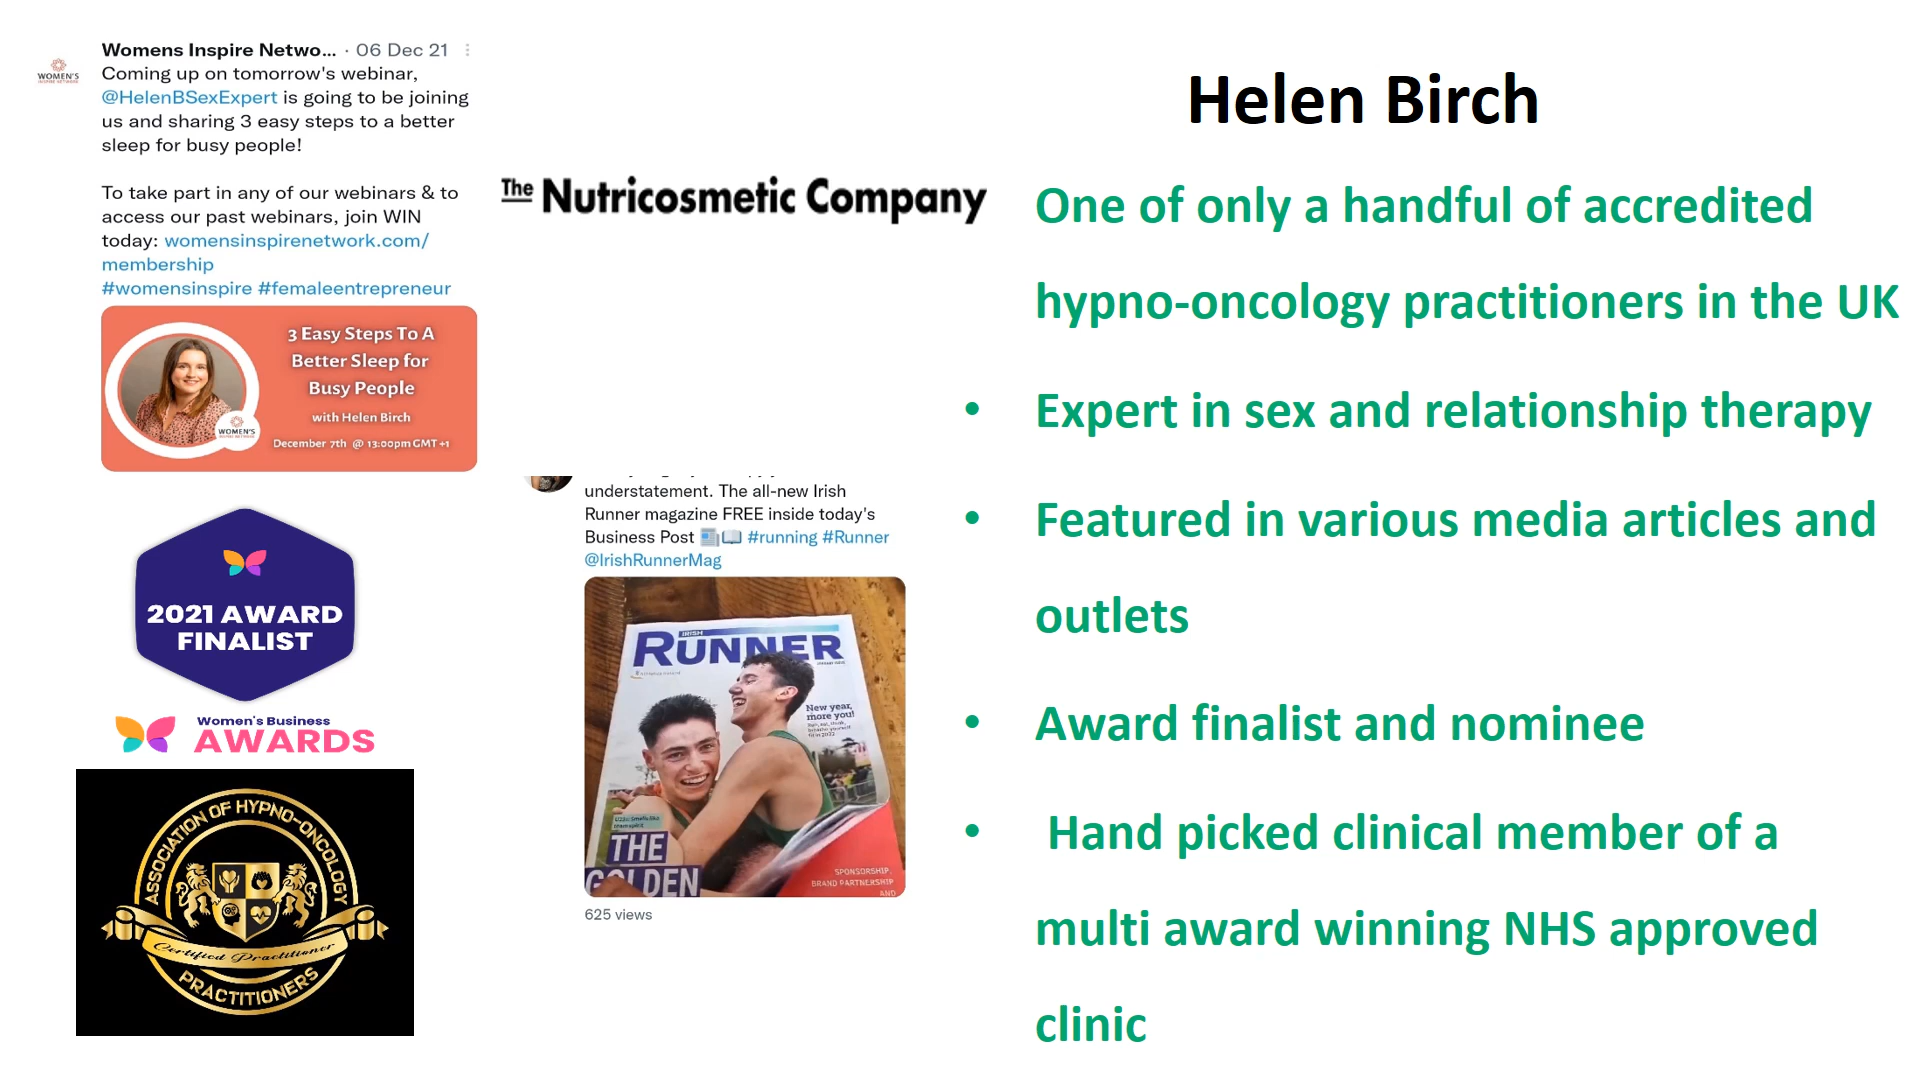 Womens Inspire Netwo... · 06 Dec 21
WOMEN'S
INSPIRE NETWORK
Coming up on tomorrow's webinar,
@HelenBSexExpert is going to be joining
us and sharing 3 easy steps to a better
sleep for busy people!
To take part in any of our webinars & to
access our past webinars, join WIN
today: womensinspirenetwork.com/
membership
#womensinspire #femaleentrepreneur
3 Easy Steps To A
Better Sleep for
Busy People
with Helen Birch
December 7th @ 13:00pm GMT +1
WOMEN'S
INSPIRE NETWORK
2021 AWARD
FINALIST
Women's Business
AWARDS
ASSOCIATION OF HYPNO-ONCOLOGY
Certified Practitioner
PRACTITIONERS
The Nutricosmetic Company
understatement. The all-new Irish
Runner magazine FREE inside today's
Business Post #running #Runner
@IrishRunnerMag
IRISH
RUNNER
New year,
more you!
THE
GOLDEN
SPONSORSHIP,
BRAND PARTNERSHIP
AND
625 views
Helen Birch
One of only a handful of accredited
hypno-oncology practitioners in the UK
• Expert in sex and relationship therapy
• Featured in various media articles and
outlets
• Award finalist and nominee
• Hand picked clinical member of a
multi award winning NHS approved
clinic